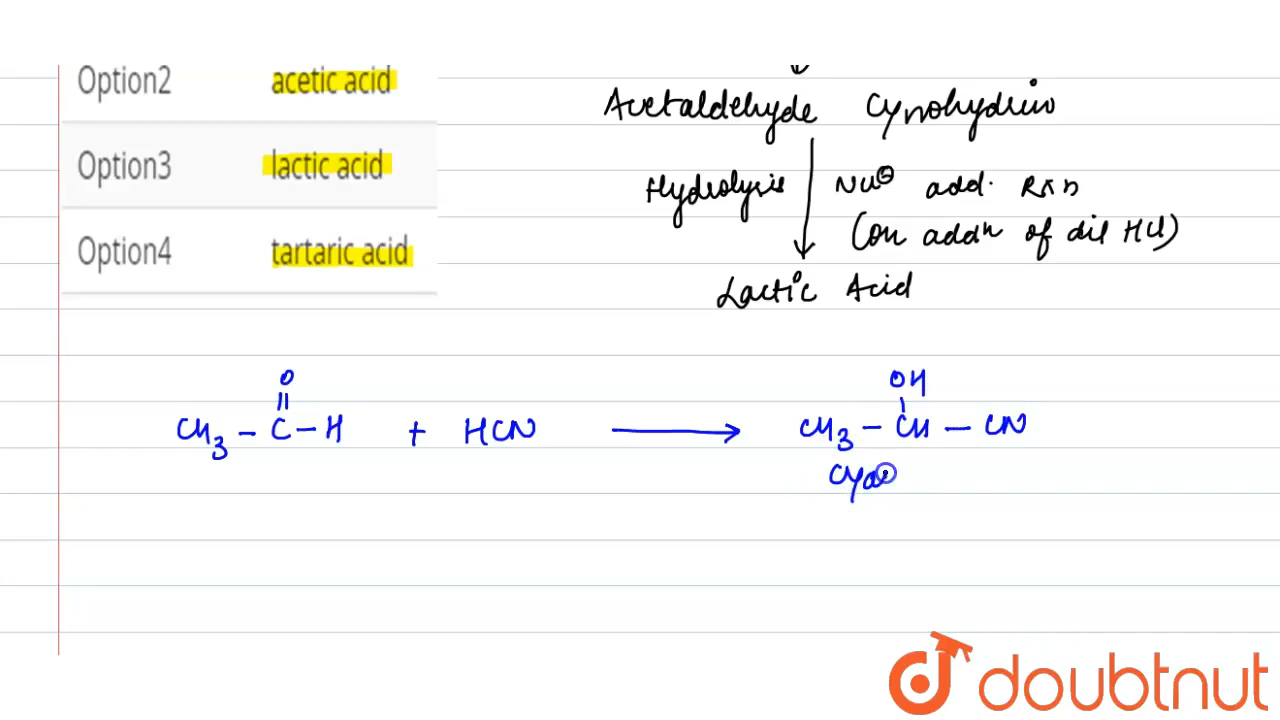 Option2 acetic acid
Option3 lactic acid
Option4 tartaric acid
Acetaldehyde Cynohydrin
Hydrolysis Nu⊖ add. Rxn
(on addn of dil HCl)
Lactic Acid
O
||
CH3 – C – H + HCN → CH3 – CH – CN
OH
Cya
doubtnut